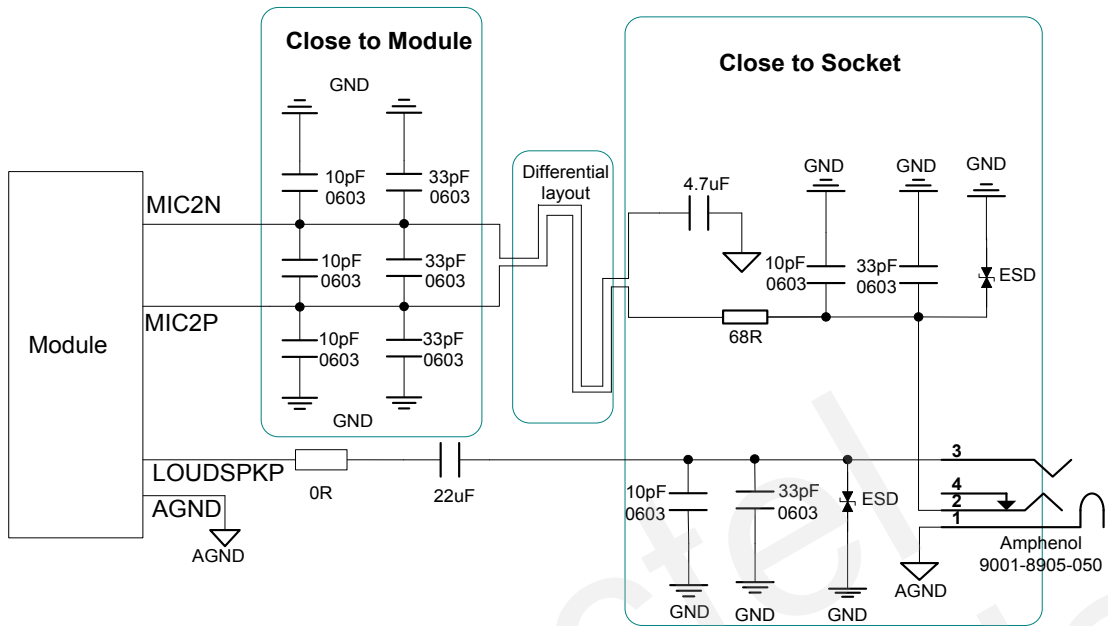 Close to Module
GND
10pF
0603
33pF
0603
MIC2N
10pF
0603
33pF
0603
MIC2P
10pF
0603
33pF
0603
GND
Module
Differential
layout
Close to Socket
4.7uF
GND
GND
GND
10pF
0603
33pF
0603
ESD
68R
LOUDSPKP
0R
22uF
AGND
AGND
10pF
0603
33pF
0603
ESD
GND
GND
GND
3
4
2
1
AGND
Amphenol
9001-8905-050